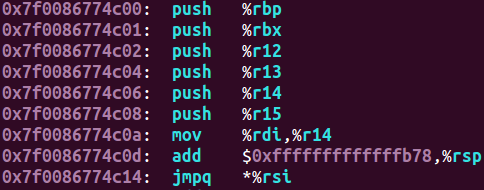 0x7f0086774c00: push %rbp
0x7f0086774c01: push %rbx
0x7f0086774c02: push %r12
0x7f0086774c04: push %r13
0x7f0086774c06: push %r14
0x7f0086774c08: push %r15
0x7f0086774c0a: mov %rdi,%r14
0x7f0086774c0d: add $0xfffffffffffffb78,%rsp
0x7f0086774c14: jmpq *%rsi